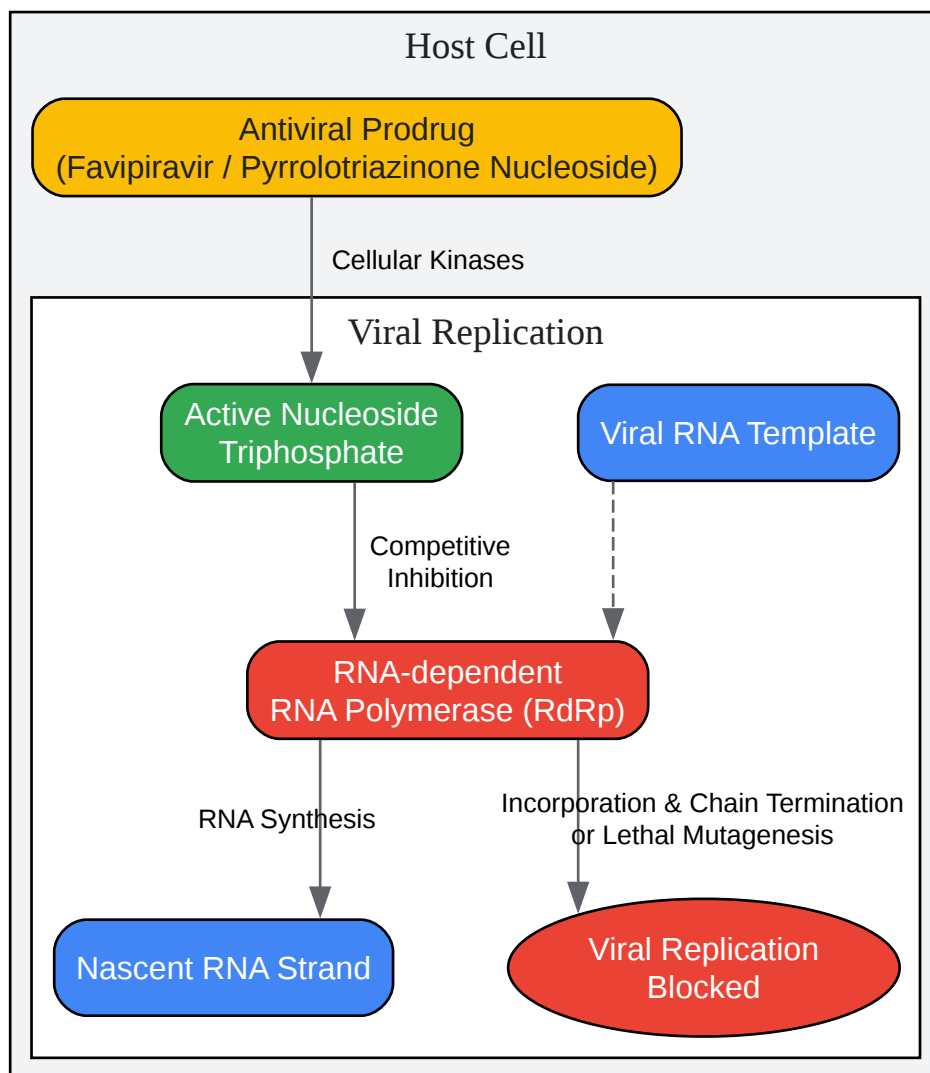 Host Cell
Antiviral Prodrug
(Favipiravir / Pyrrolotriazinone Nucleoside)
Cellular Kinases
Viral Replication
Active Nucleoside
Triphosphate
Viral RNA Template
Competitive
Inhibition
RNA-dependent
RNA Polymerase (RdRp)
RNA Synthesis
Incorporation & Chain Termination
or Lethal Mutagenesis
Nascent RNA Strand
Viral Replication
Blocked